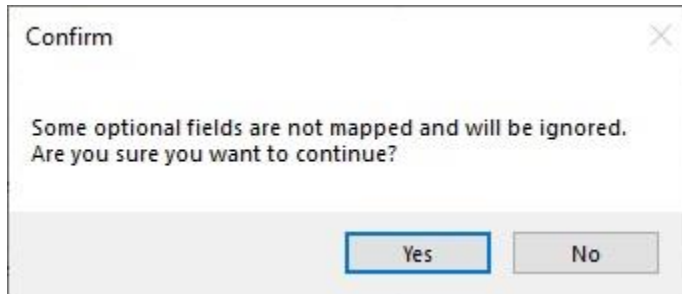 Confirm
Some optional fields are not mapped and will be ignored.
Are you sure you want to continue?
Yes No